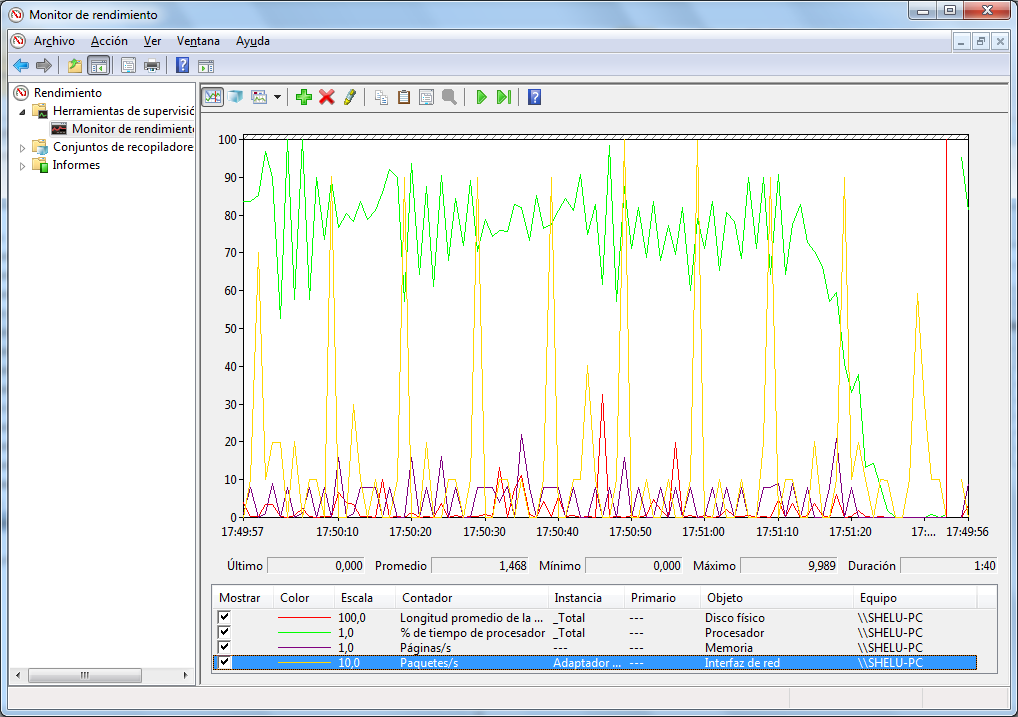 Monitor de rendimiento
Archivo Acción Ver Ventana Ayuda
Rendimiento
Herramientas de supervisió
Monitor de rendimiento
Conjuntos de recopiladore
Informes
100
90
80
70
60
50
40
30
20
10
0
17:49:57 17:50:10 17:50:20 17:50:30 17:50:40 17:50:50 17:51:00 17:51:10 17:51:20 17:... 17:49:56
Último 0,000 Promedio 1,468 Mínimo 0,000 Máximo 9,989 Duración 1:40
Mostrar Color Escala Contador Instancia Primario Objeto Equipo
100,0 Longitud promedio de la ... _Total --- Disco físico \\SHELU-PC
1,0 % de tiempo de procesador _Total --- Procesador \\SHELU-PC
1,0 Páginas/s --- --- Memoria \\SHELU-PC
10,0 Paquetes/s Adaptador ... --- Interfaz de red \\SHELU-PC